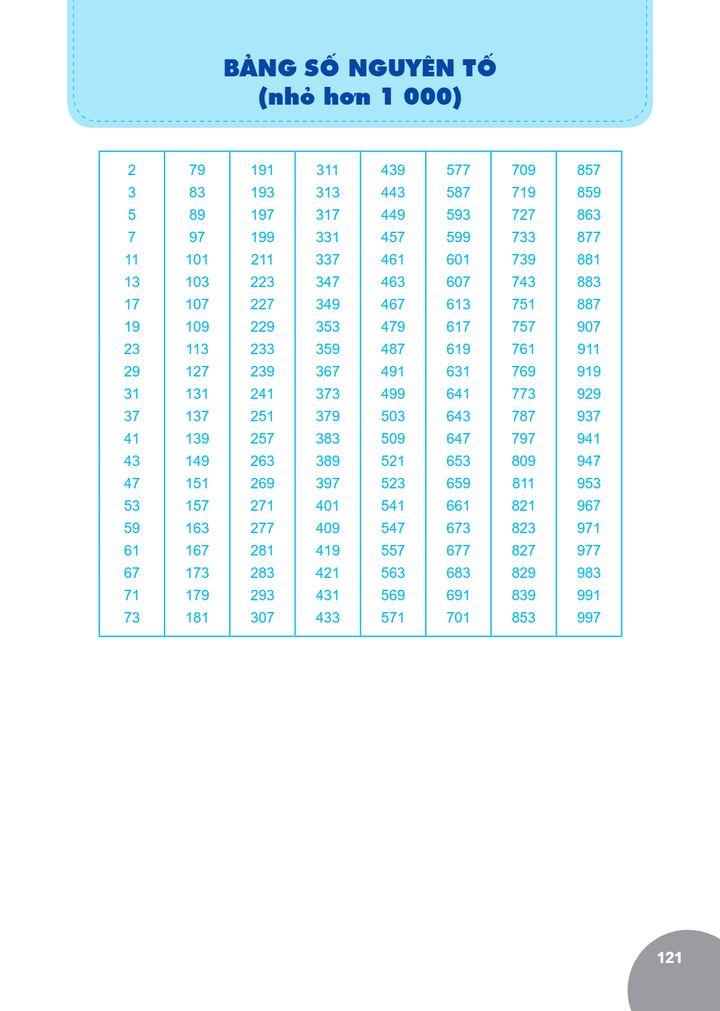 BẢNG SỐ NGUYÊN TỐ
(nhỏ hơn 1 000)
2 79 191 311 439 577 709 857
3 83 193 313 443 587 719 859
5 89 197 317 449 593 727 863
7 97 199 331 457 599 733 877
11 101 211 337 461 601 739 881
13 103 223 347 463 607 743 883
17 107 227 349 467 613 751 887
19 109 229 353 479 617 757 907
23 113 233 359 487 619 761 911
29 127 239 367 491 631 769 919
31 131 241 373 499 641 773 929
37 137 251 379 503 643 787 937
41 139 257 383 509 647 797 941
43 149 263 389 521 653 809 947
47 151 269 397 523 659 811 953
53 157 271 401 541 661 821 967
59 163 277 409 547 673 823 971
61 167 281 419 557 677 827 977
67 173 283 421 563 683 829 983
71 179 293 431 569 691 839 991
73 181 307 433 571 701 853 997
121